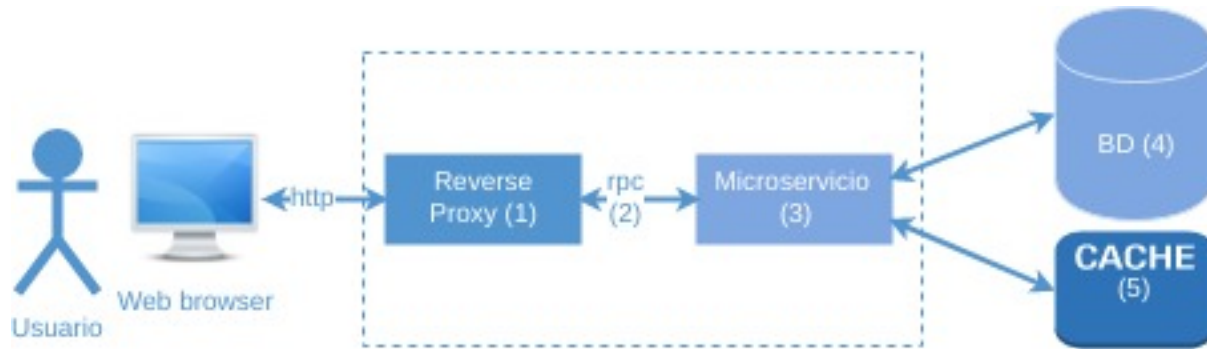 Usuario
Web browser
http
Reverse
Proxy (1)
rpc
(2)
Microservicio
(3)
BD (4)
CACHE
(5)